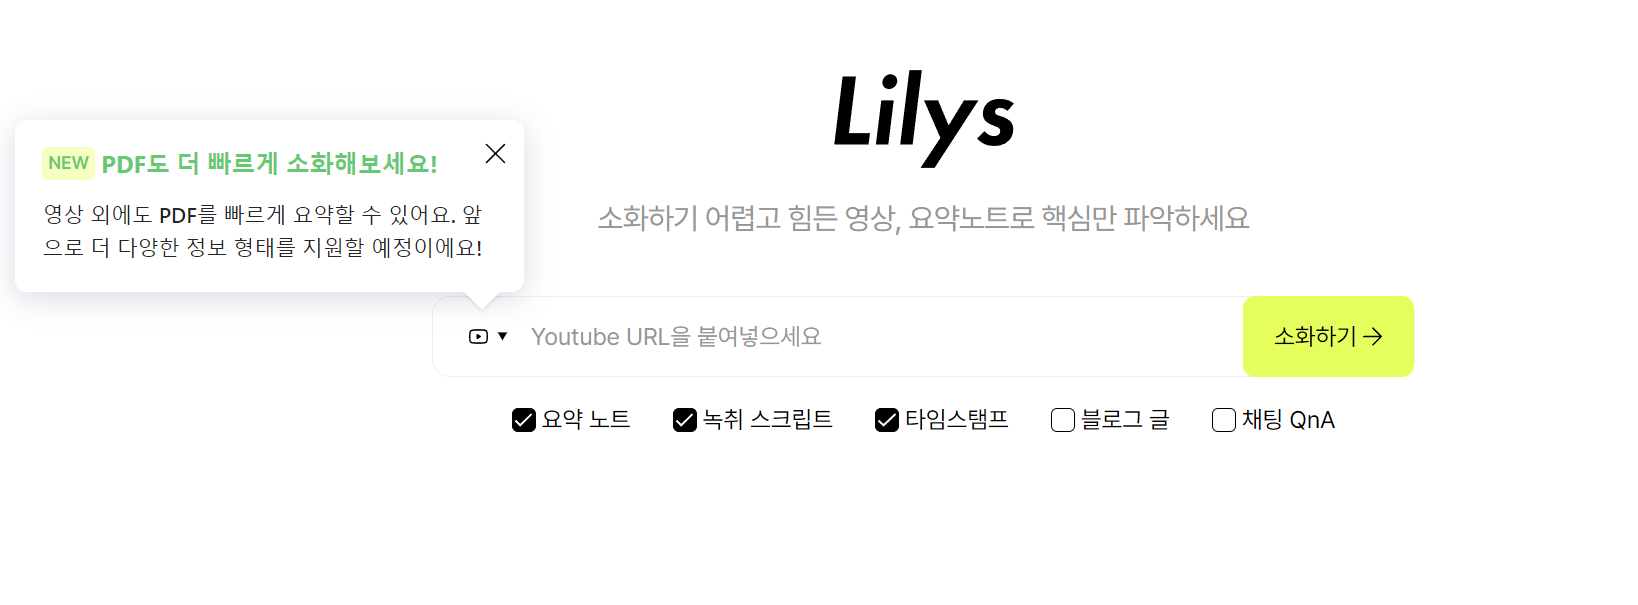 Lilys
NEW PDF도 더 빠르게 소화해보세요!
영상 외에도 PDF를 빠르게 요약할 수 있어요. 앞
으로 더 다양한 정보 형태를 지원할 예정이에요!
소화하기 어렵고 힘든 영상, 요약노트로 핵심만 파악하세요
Youtube URL을 붙여넣으세요
소화하기
요약 노트 녹취 스크립트 타임스탬프 블로그 글 채팅 QnA